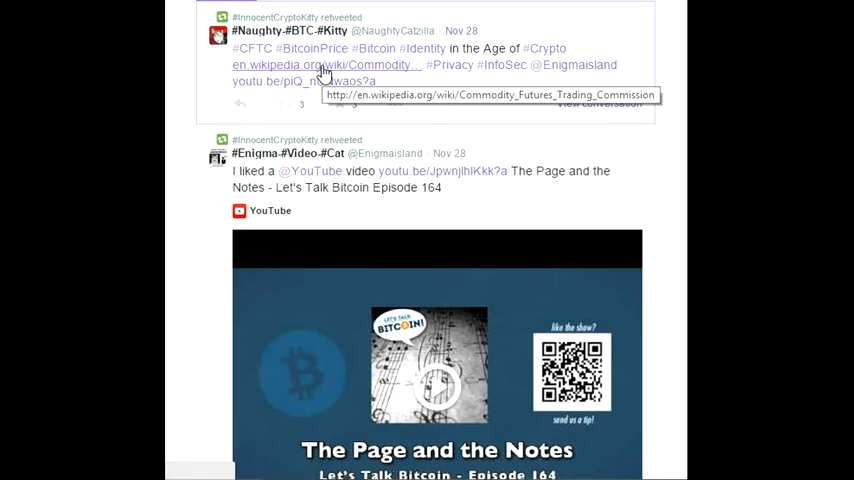 #InnocentCryptoKitty retweeted
#Naughty-#BTC-#Kitty @NaughtyCatzilla · Nov 28
#CFTC #BitcoinPrice #Bitcoin #Identity in the Age of #Crypto
en.wikipedia.org/wiki/Commodity… #Privacy #InfoSec @Enigmaisland
http://en.wikipedia.org/wiki/Commodity_Futures_Trading_Commission
3
View conversation
#InnocentCryptoKitty retweeted
#Enigma-#Video-#Cat @Enigmaisland · Nov 28
I liked a @YouTube video The Page and the
Notes - Let's Talk Bitcoin Episode 164
YouTube
LET'S TALK
BITCOIN!
like the show?
send us a tip!
The Page and the Notes
Let's Talk Bitcoin - Episode 164